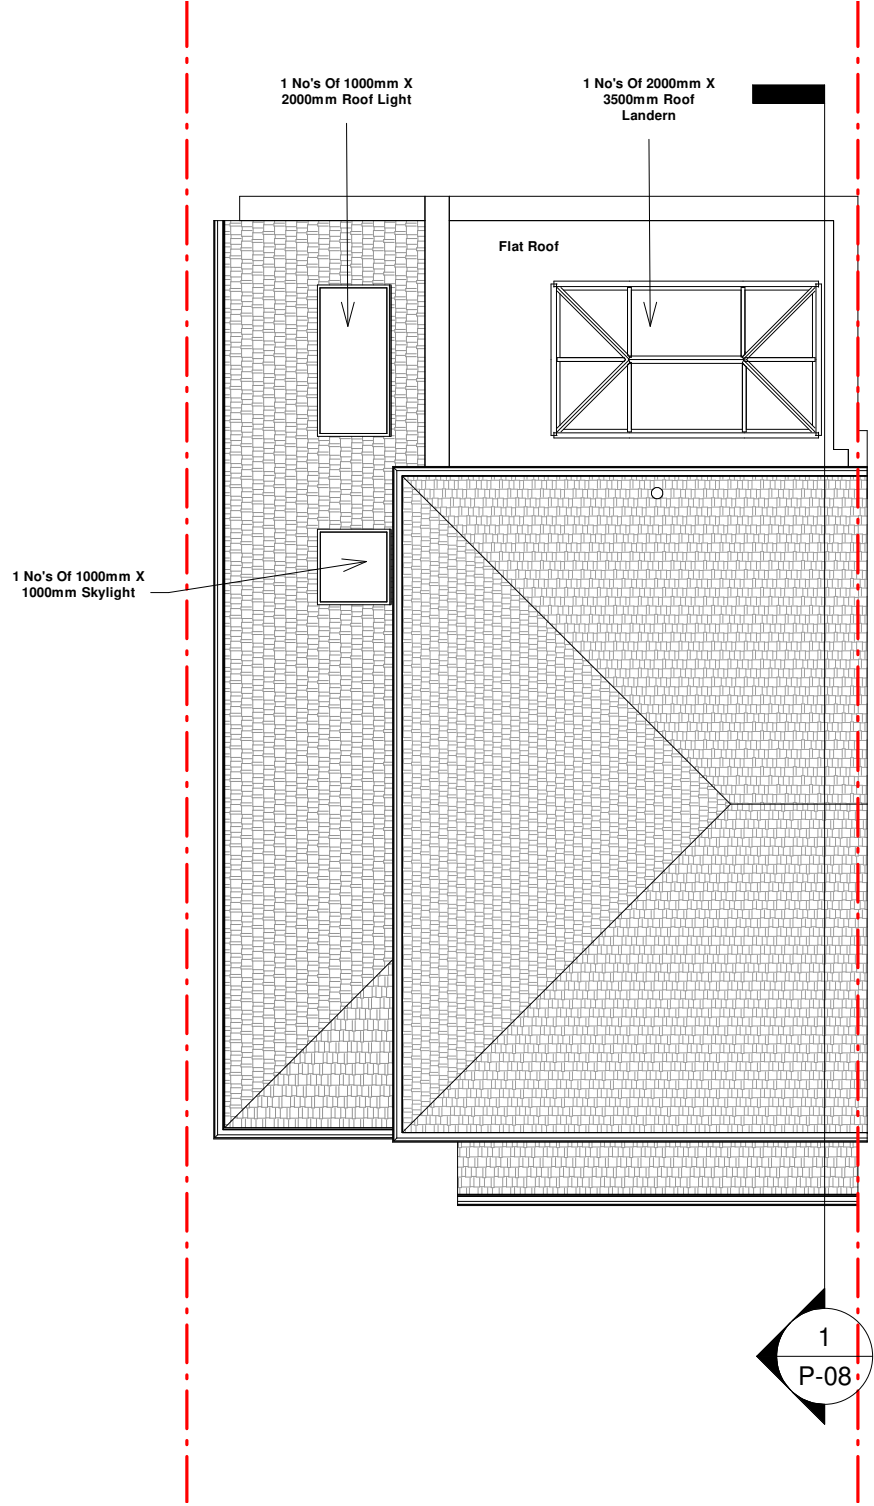 1 No's Of 1000mm X
2000mm Roof Light
1 No's Of 2000mm X
3500mm Roof
Landern
Flat Roof
1 No's Of 1000mm X
1000mm Skylight
1
P-08